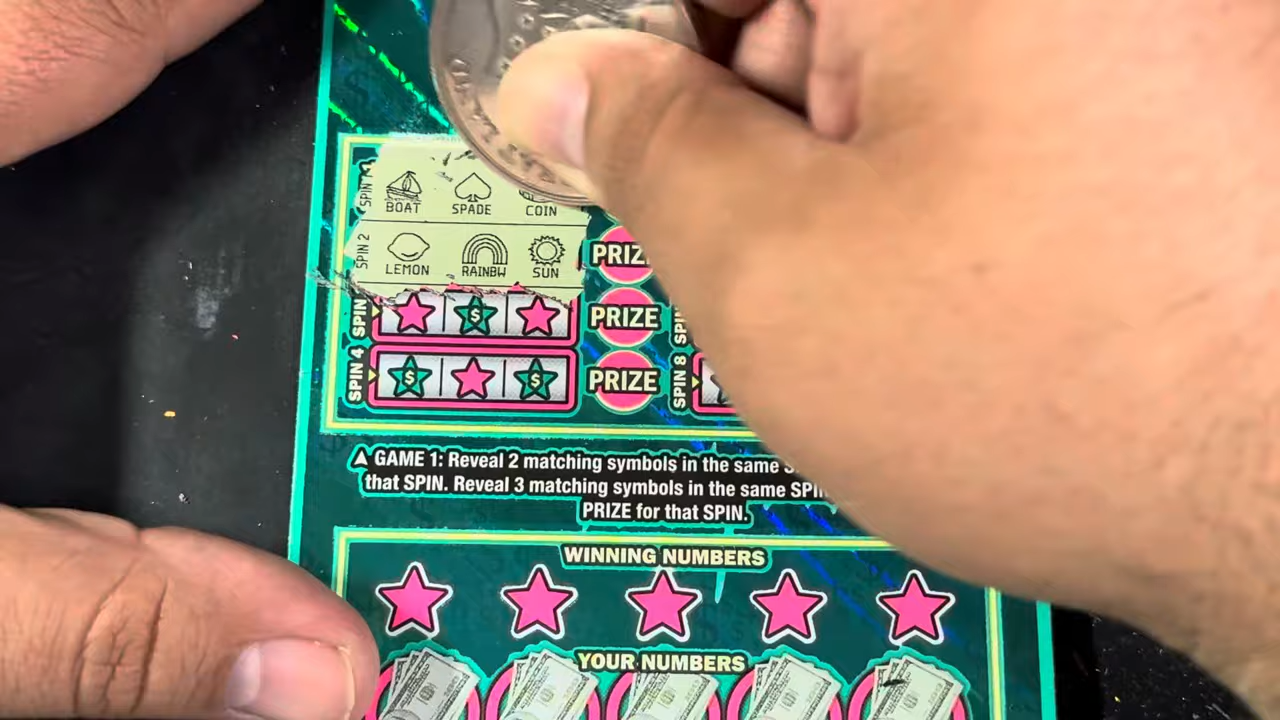 SPIN 1
BOAT SPADE COIN
SPIN 2
LEMON RAINBW SUN
SPIN
PRIZE
SPIN 4
PRIZE
SPIN 8
GAME 1: Reveal 2 matching symbols in the same
that SPIN. Reveal 3 matching symbols in the same SPIN
PRIZE for that SPIN.
WINNING NUMBERS
YOUR NUMBERS